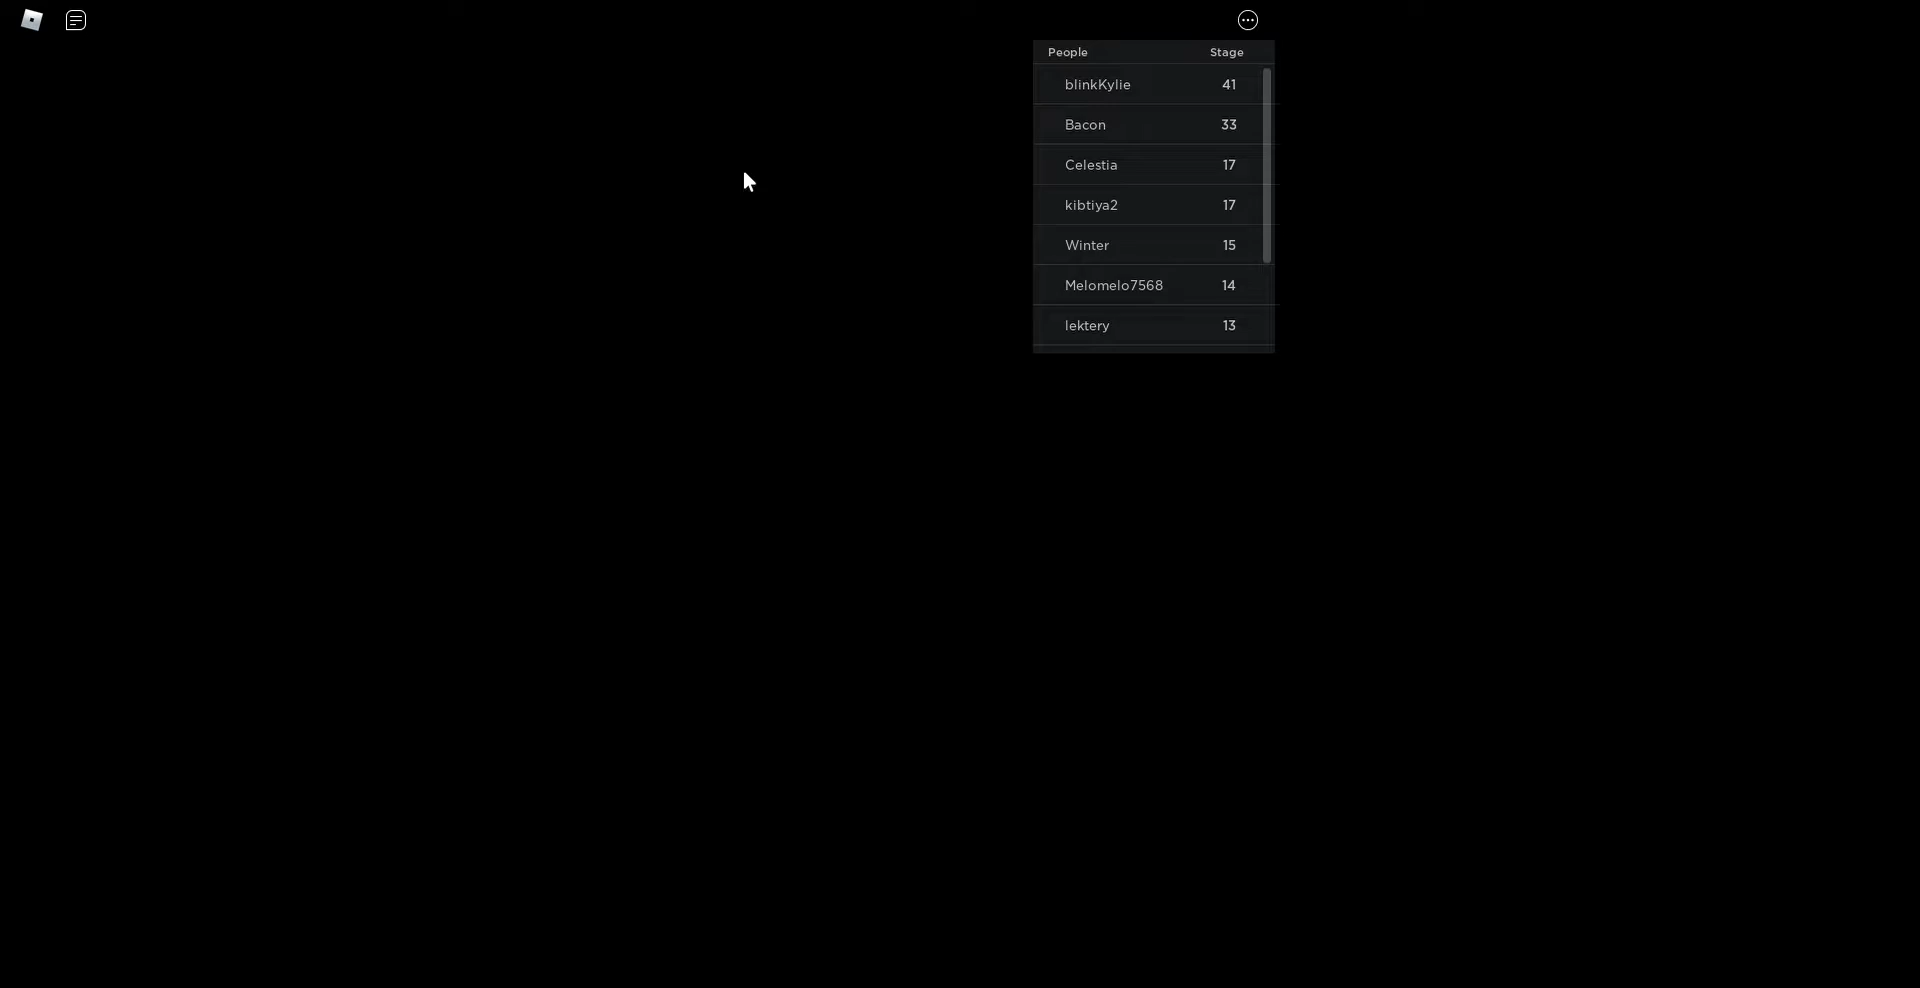 People Stage
blinkKylie 41
Bacon 33
Celestia 17
kibtiya2 17
Winter 15
Melomelo7568 14
lektery 13